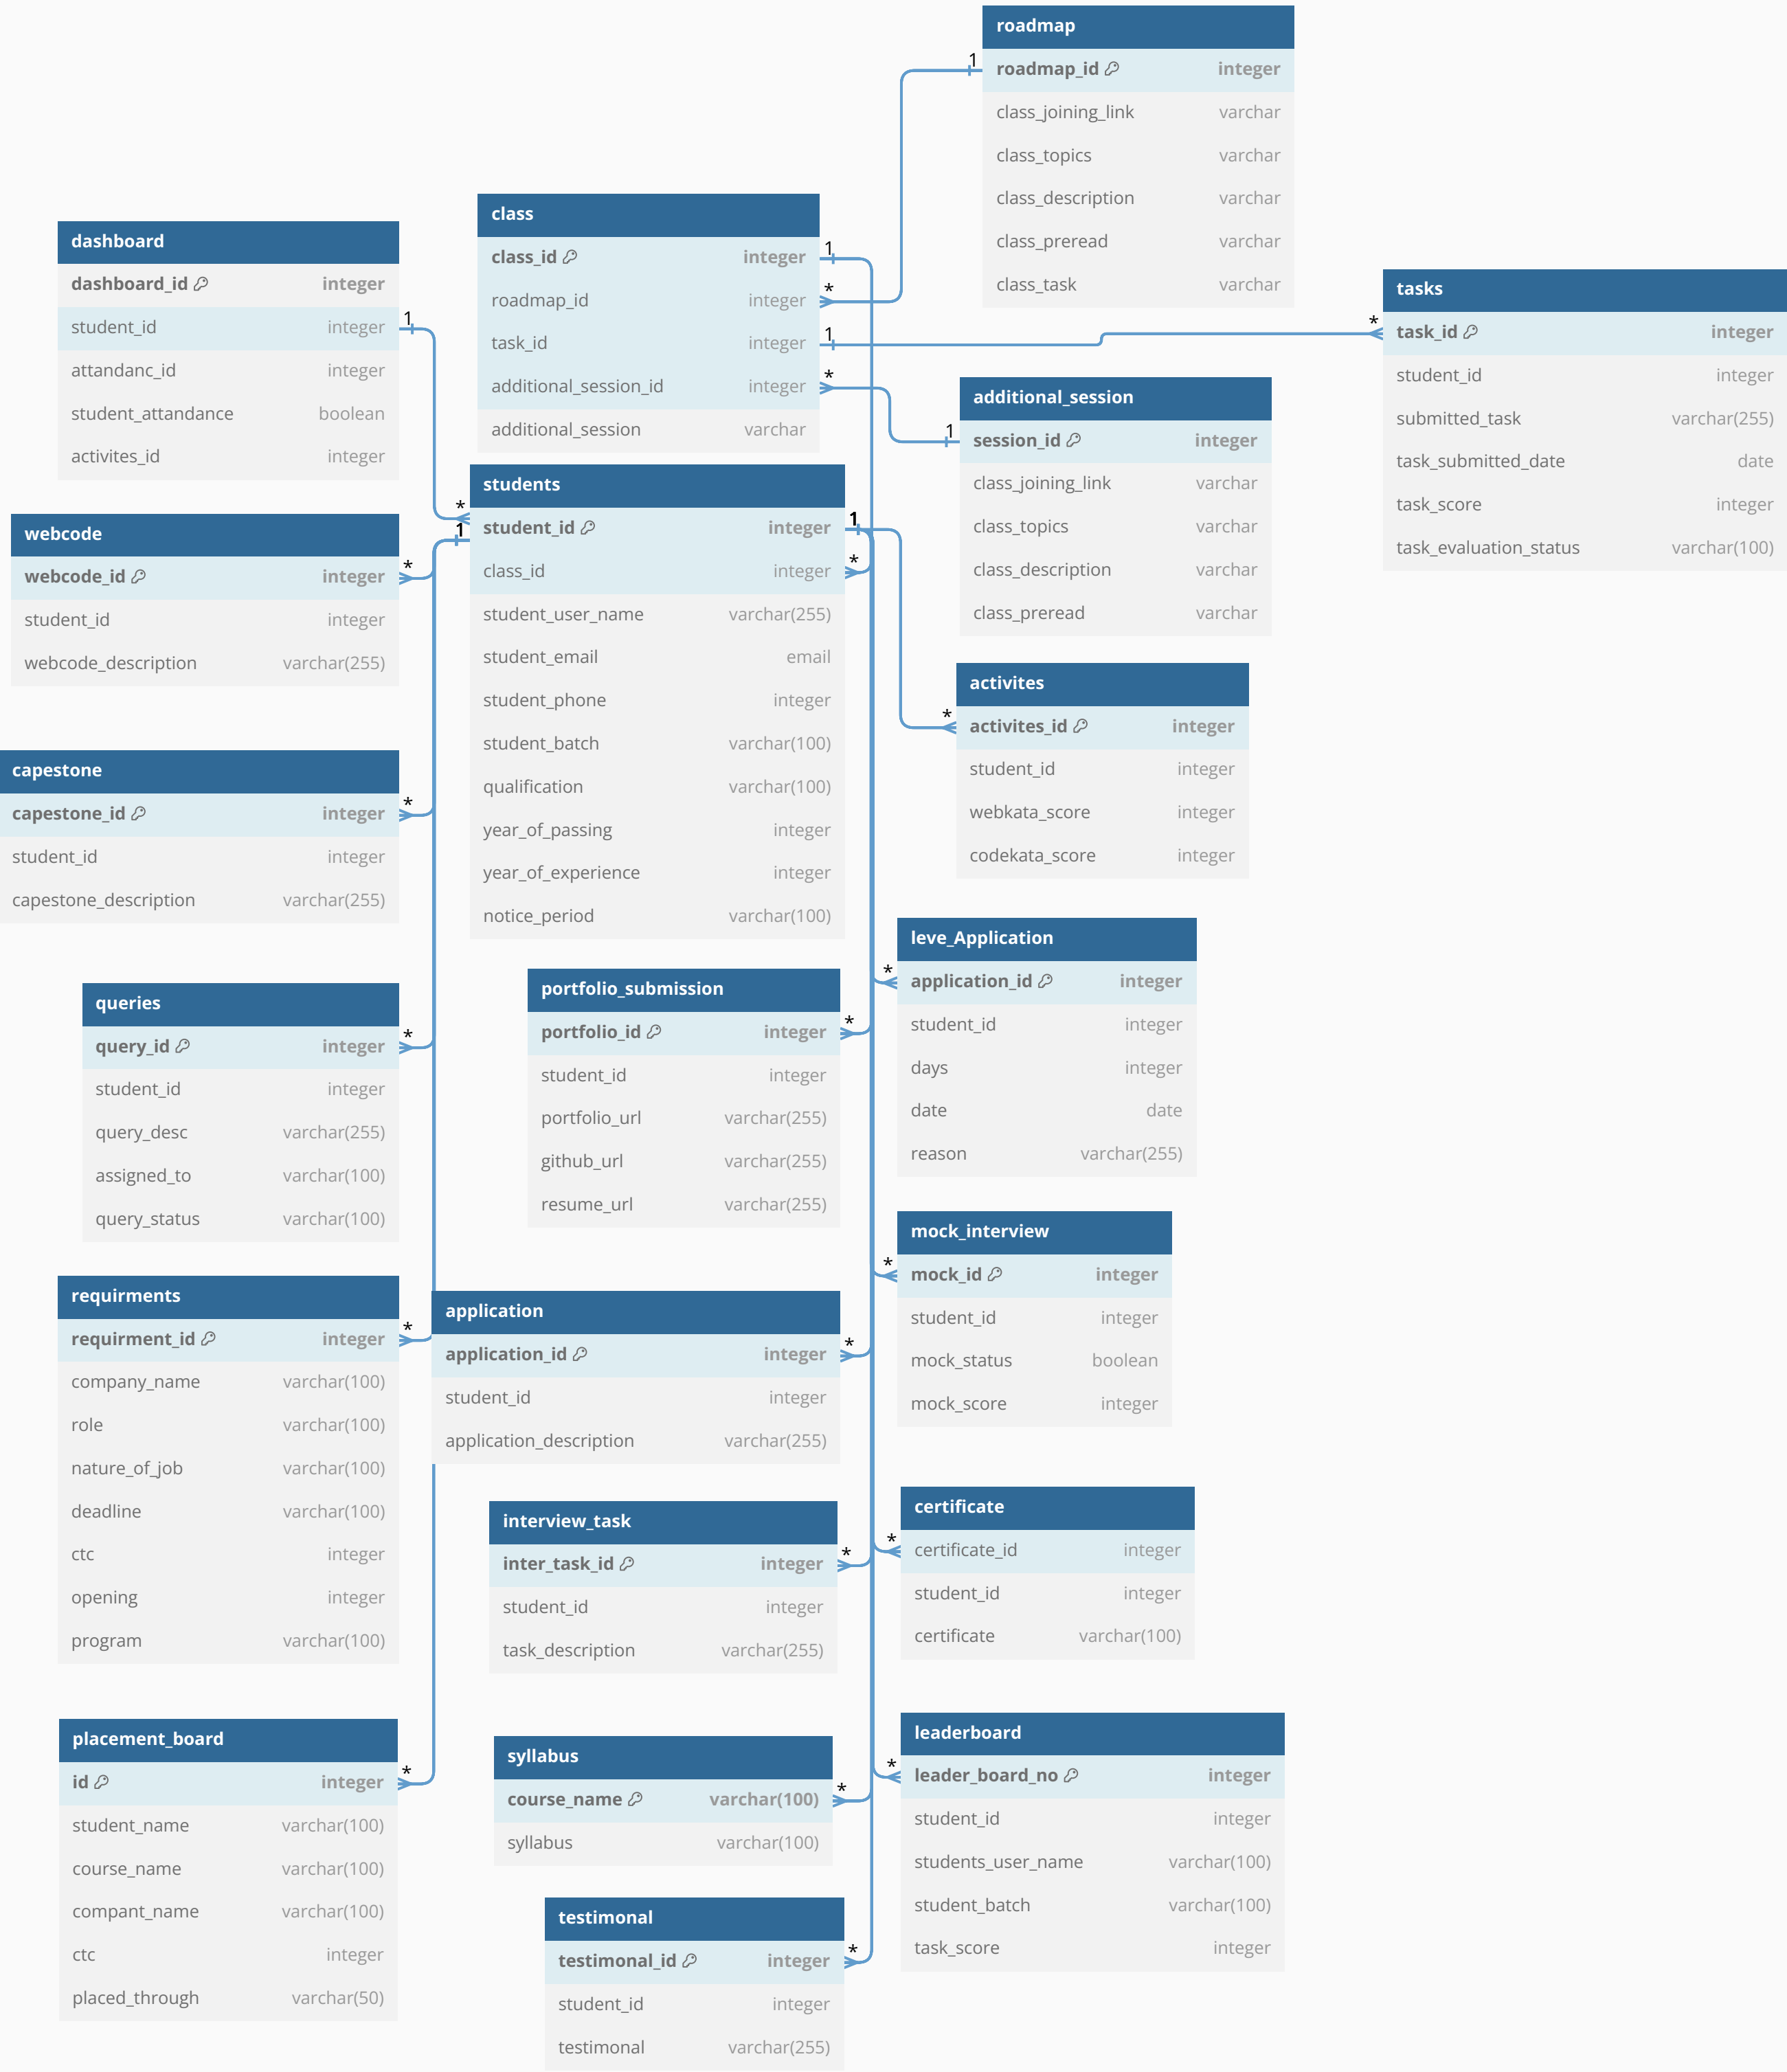 roadmap
roadmap_id integer
class_joining_link varchar
class_topics varchar
class_description varchar
class_preread varchar
class_task varchar
1
class
class_id integer
roadmap_id integer
task_id integer
additional_session_id integer
additional_session varchar
1
*
1
*
dashboard
dashboard_id integer
student_id integer
attandanc_id integer
student_attandance boolean
activites_id integer
1
tasks
task_id integer
student_id integer
submitted_task varchar(255)
task_submitted_date date
task_score integer
task_evaluation_status varchar(100)
*
additional_session
session_id integer
class_joining_link varchar
class_topics varchar
class_description varchar
class_preread varchar
1
students
student_id integer
class_id integer
student_user_name varchar(255)
student_email email
student_phone integer
student_batch varchar(100)
qualification varchar(100)
year_of_passing integer
year_of_experience integer
notice_period varchar(100)
*
1
1
*
webcode
webcode_id integer
student_id integer
webcode_description varchar(255)
*
activites
activites_id integer
student_id integer
webkata_score integer
codekata_score integer
*
capestone
capestone_id integer
student_id integer
capestone_description varchar(255)
*
leve_Application
application_id integer
student_id integer
days integer
date date
reason varchar(255)
*
portfolio_submission
portfolio_id integer
student_id integer
portfolio_url varchar(255)
github_url varchar(255)
resume_url varchar(255)
*
queries
query_id integer
student_id integer
query_desc varchar(255)
assigned_to varchar(100)
query_status varchar(100)
*
mock_interview
mock_id integer
student_id integer
mock_status boolean
mock_score integer
*
requirments
requirment_id integer
company_name varchar(100)
role varchar(100)
nature_of_job varchar(100)
deadline varchar(100)
ctc integer
opening integer
program varchar(100)
*
application
application_id integer
student_id integer
application_description varchar(255)
*
interview_task
inter_task_id integer
student_id integer
task_description varchar(255)
*
certificate
certificate_id integer
student_id integer
certificate varchar(100)
*
placement_board
id integer
student_name varchar(100)
course_name varchar(100)
compant_name varchar(100)
ctc integer
placed_through varchar(50)
*
syllabus
course_name varchar(100)
syllabus varchar(100)
*
leaderboard
leader_board_no integer
student_id integer
students_user_name varchar(100)
student_batch varchar(100)
task_score integer
*
testimonal
testimonal_id integer
student_id integer
testimonal varchar(255)
*